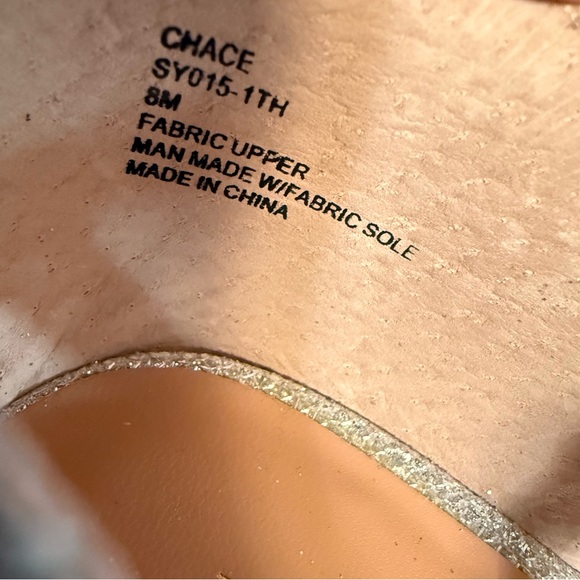 CHACE
SY015-1TH
8M
FABRIC UPPER
MAN MADE W/FABRIC SOLE
MADE IN CHINA